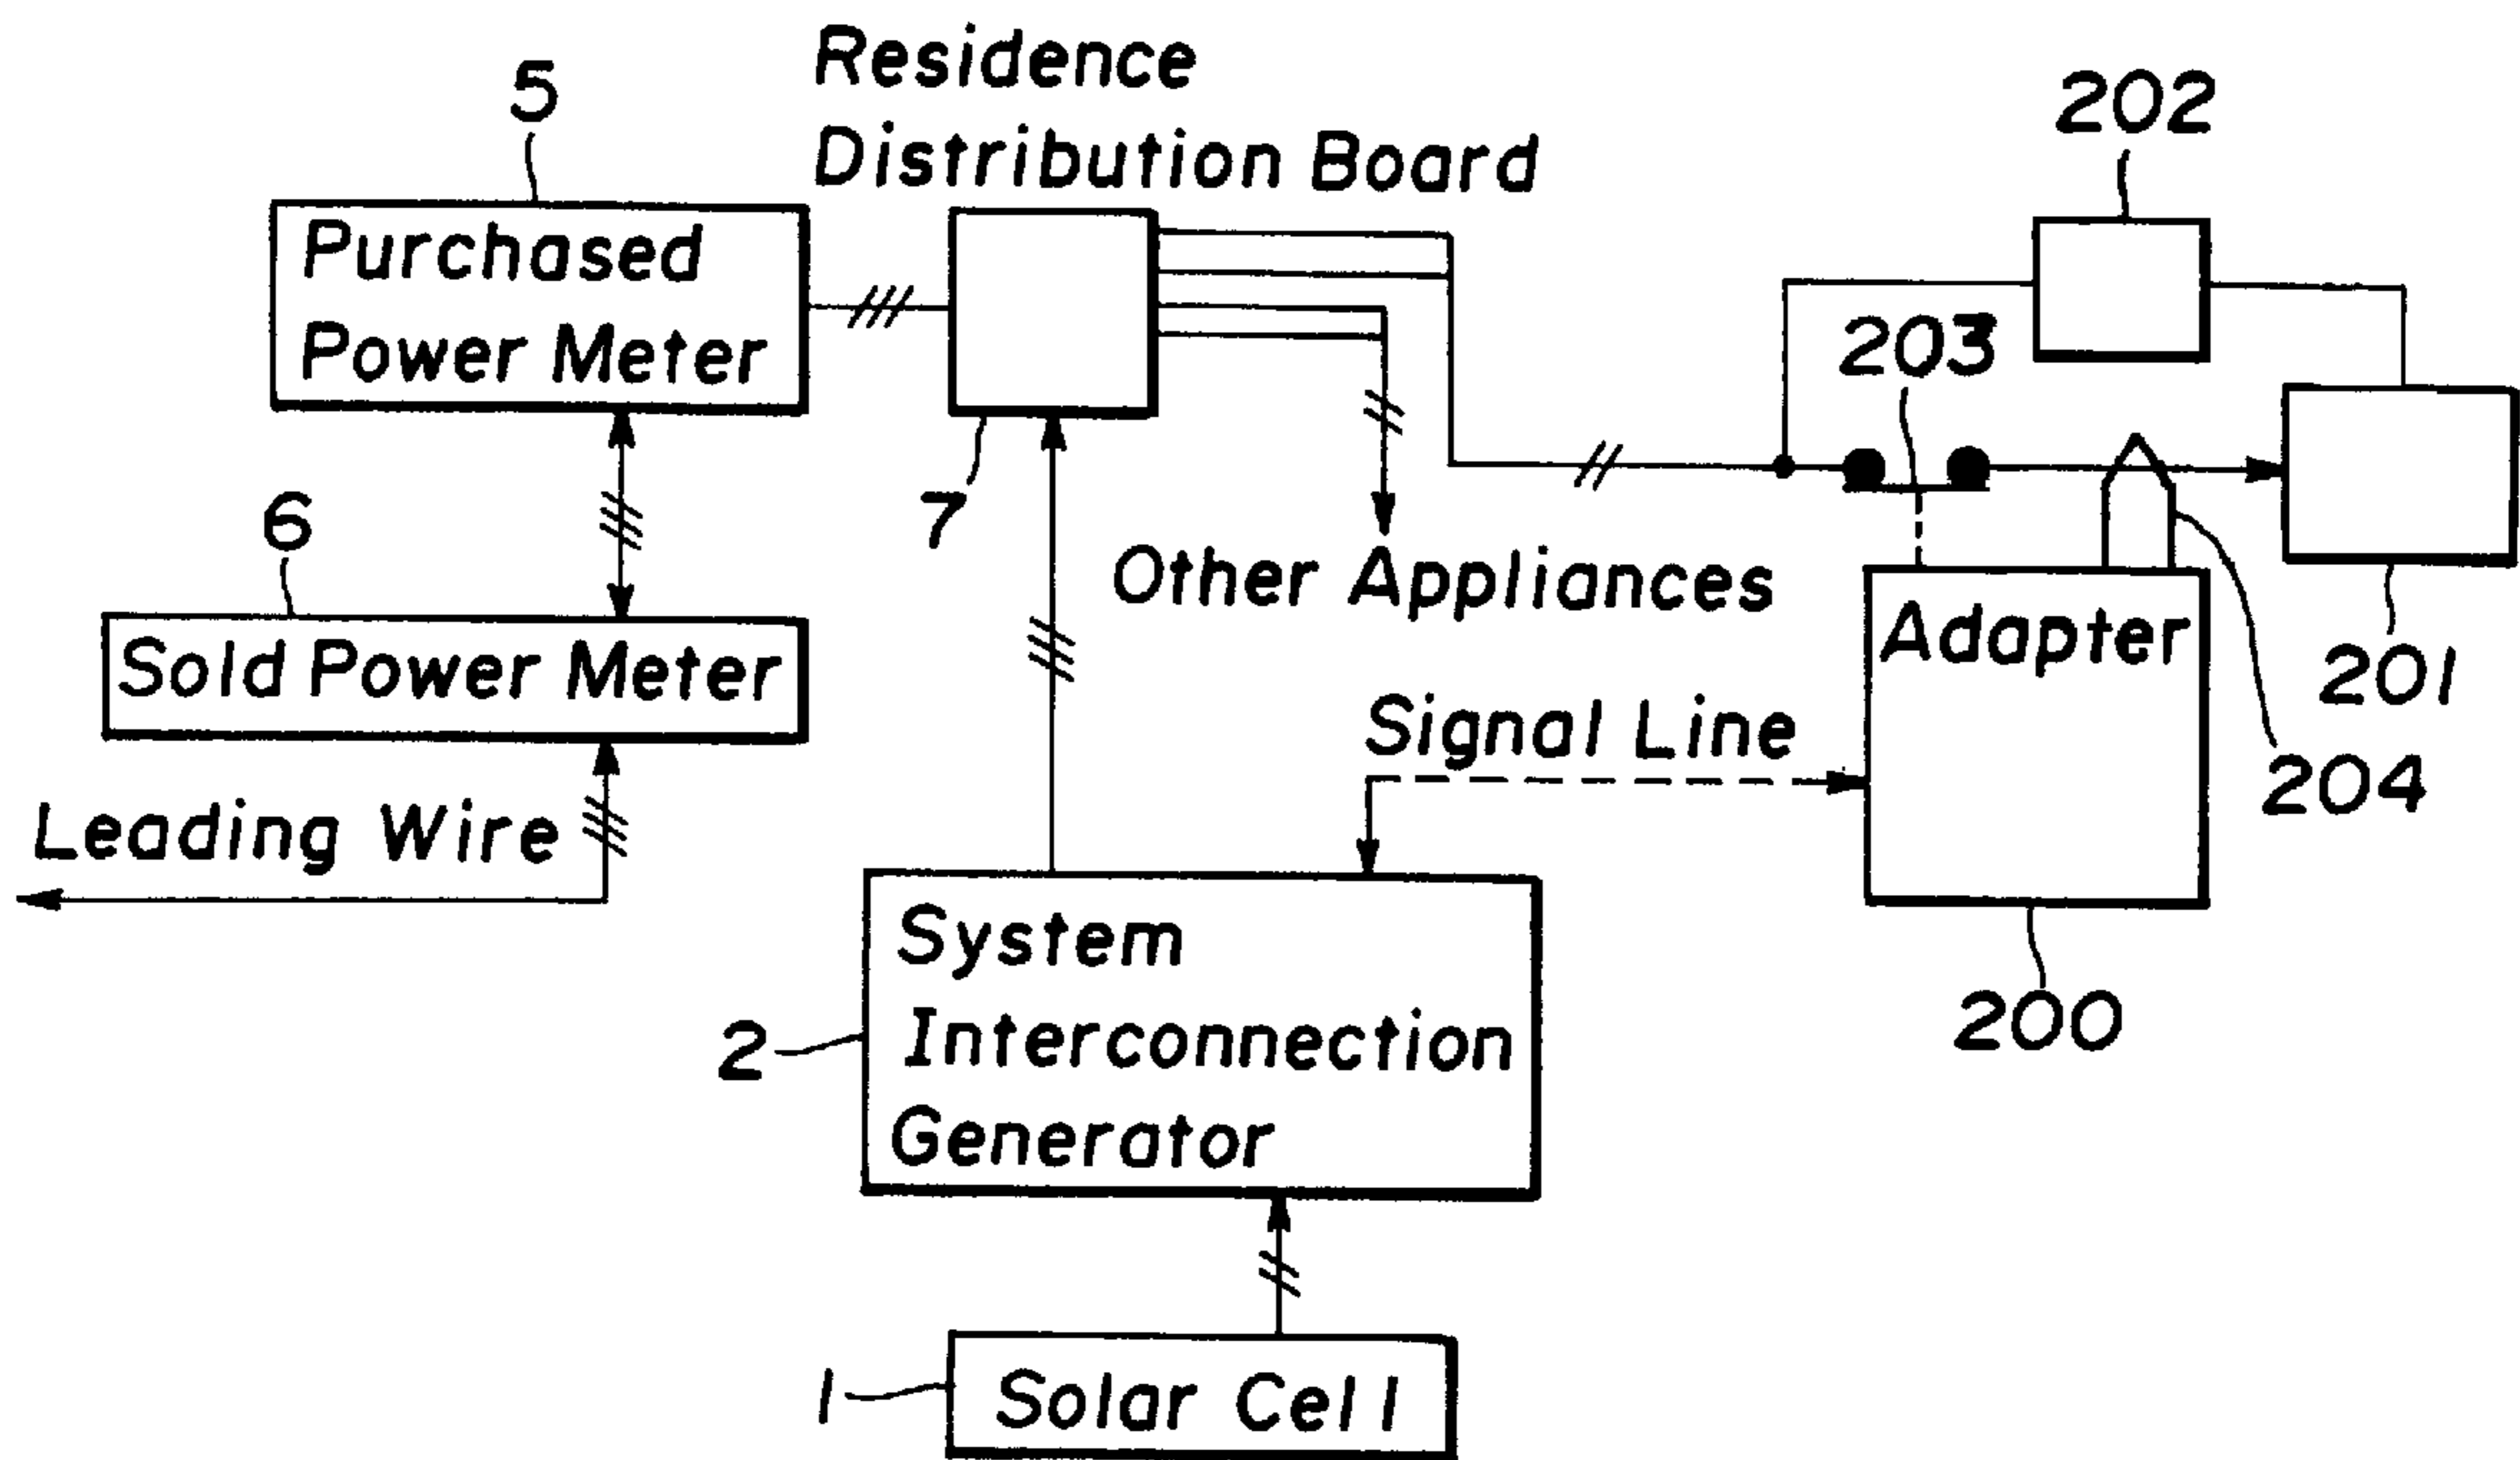 Residence
Distribution Board
5
202
Purchased
Power Meter
203
7
6
Other Appliances
Sold Power Meter
Adapter
201
Signal Line
204
Leading Wire
System
Interconnection
Generator
2
200
1
Solar Cell